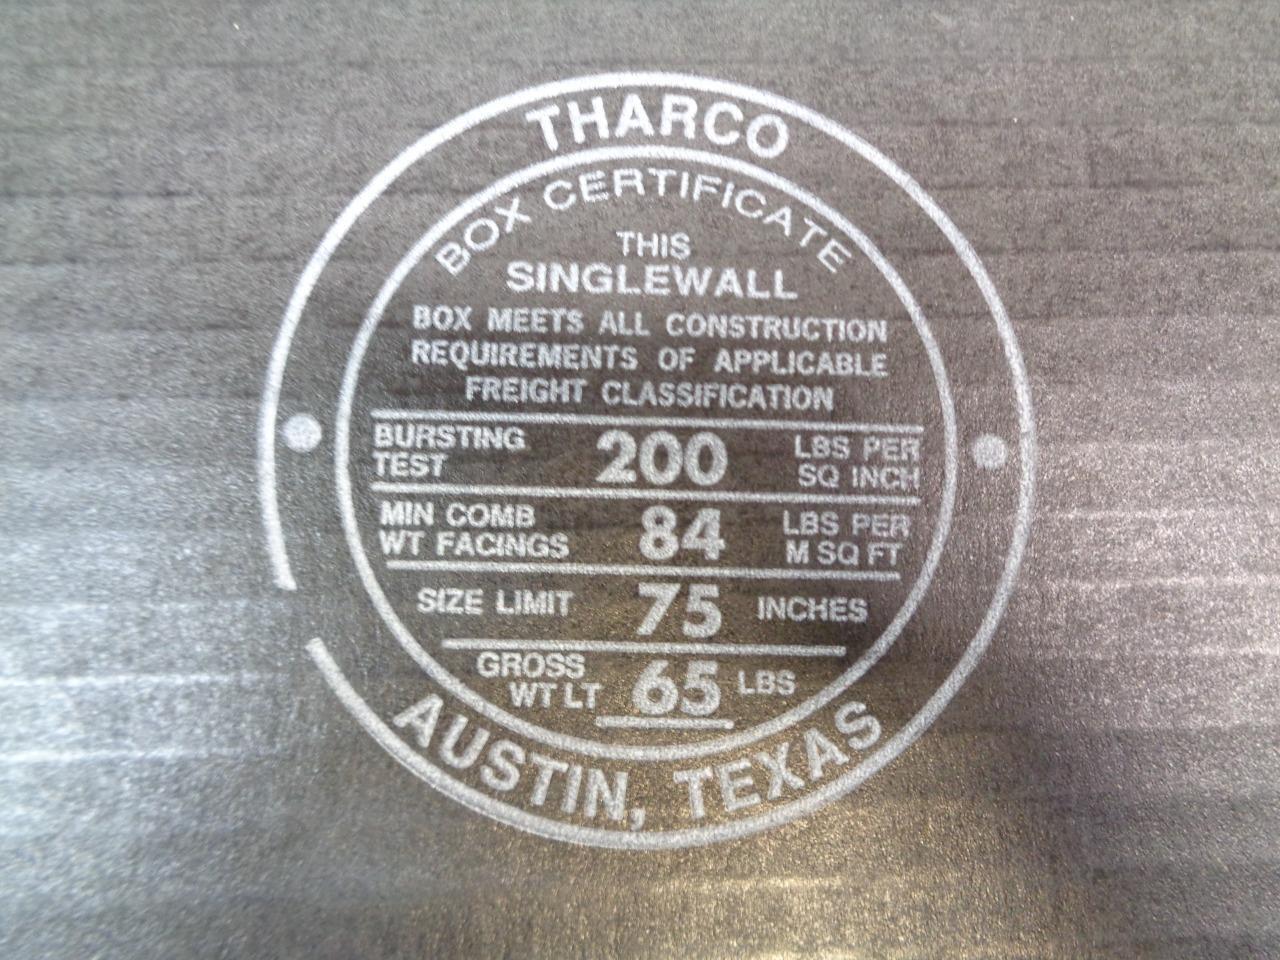 THARCO
BOX CERTIFICATE
THIS
SINGLEWALL
BOX MEETS ALL CONSTRUCTION
REQUIREMENTS OF APPLICABLE
FREIGHT CLASSIFICATION
BURSTING TEST 200 LBS PER SQ INCH
MIN COMB WT FACINGS 84 LBS PER M SQ FT
SIZE LIMIT 75 INCHES
GROSS WT LT 65 LBS
AUSTIN, TEXAS